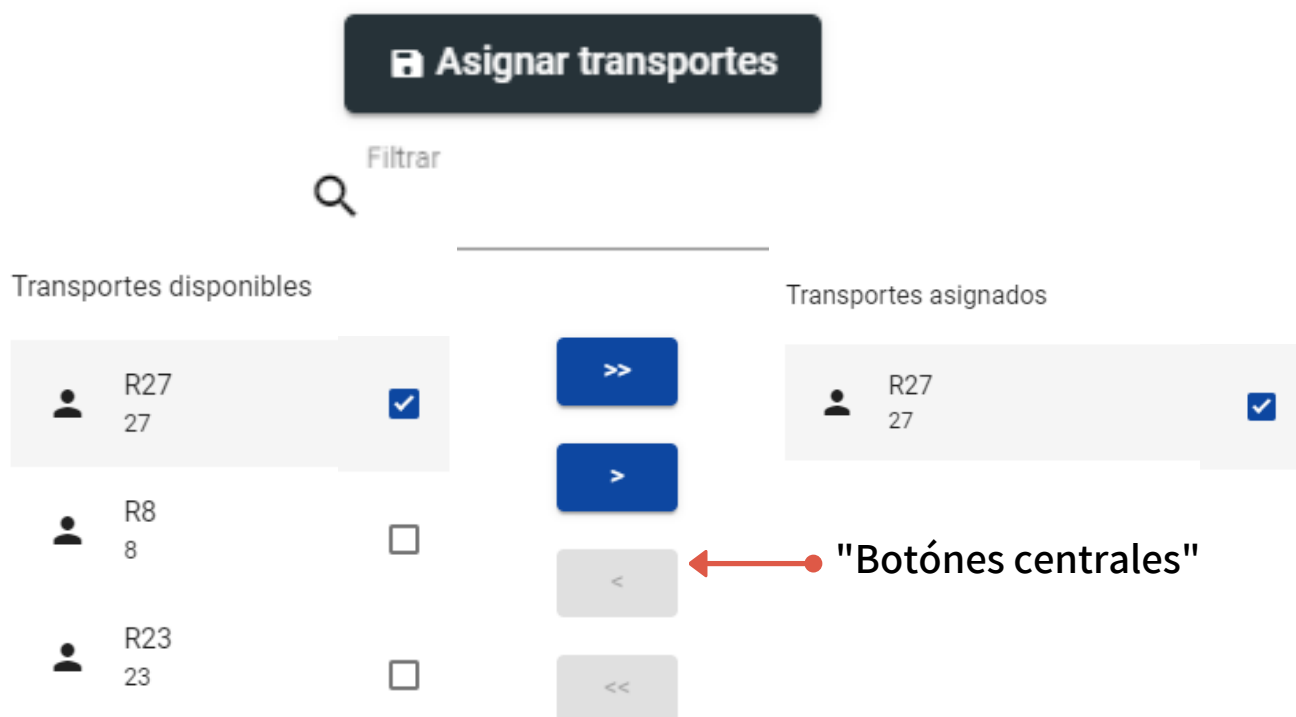 Asignar transportes
Filtrar
Transportes disponibles
R27
27
R8
8
R23
23
>>
>
<
<<
"Botónes centrales"
Transportes asignados
R27
27